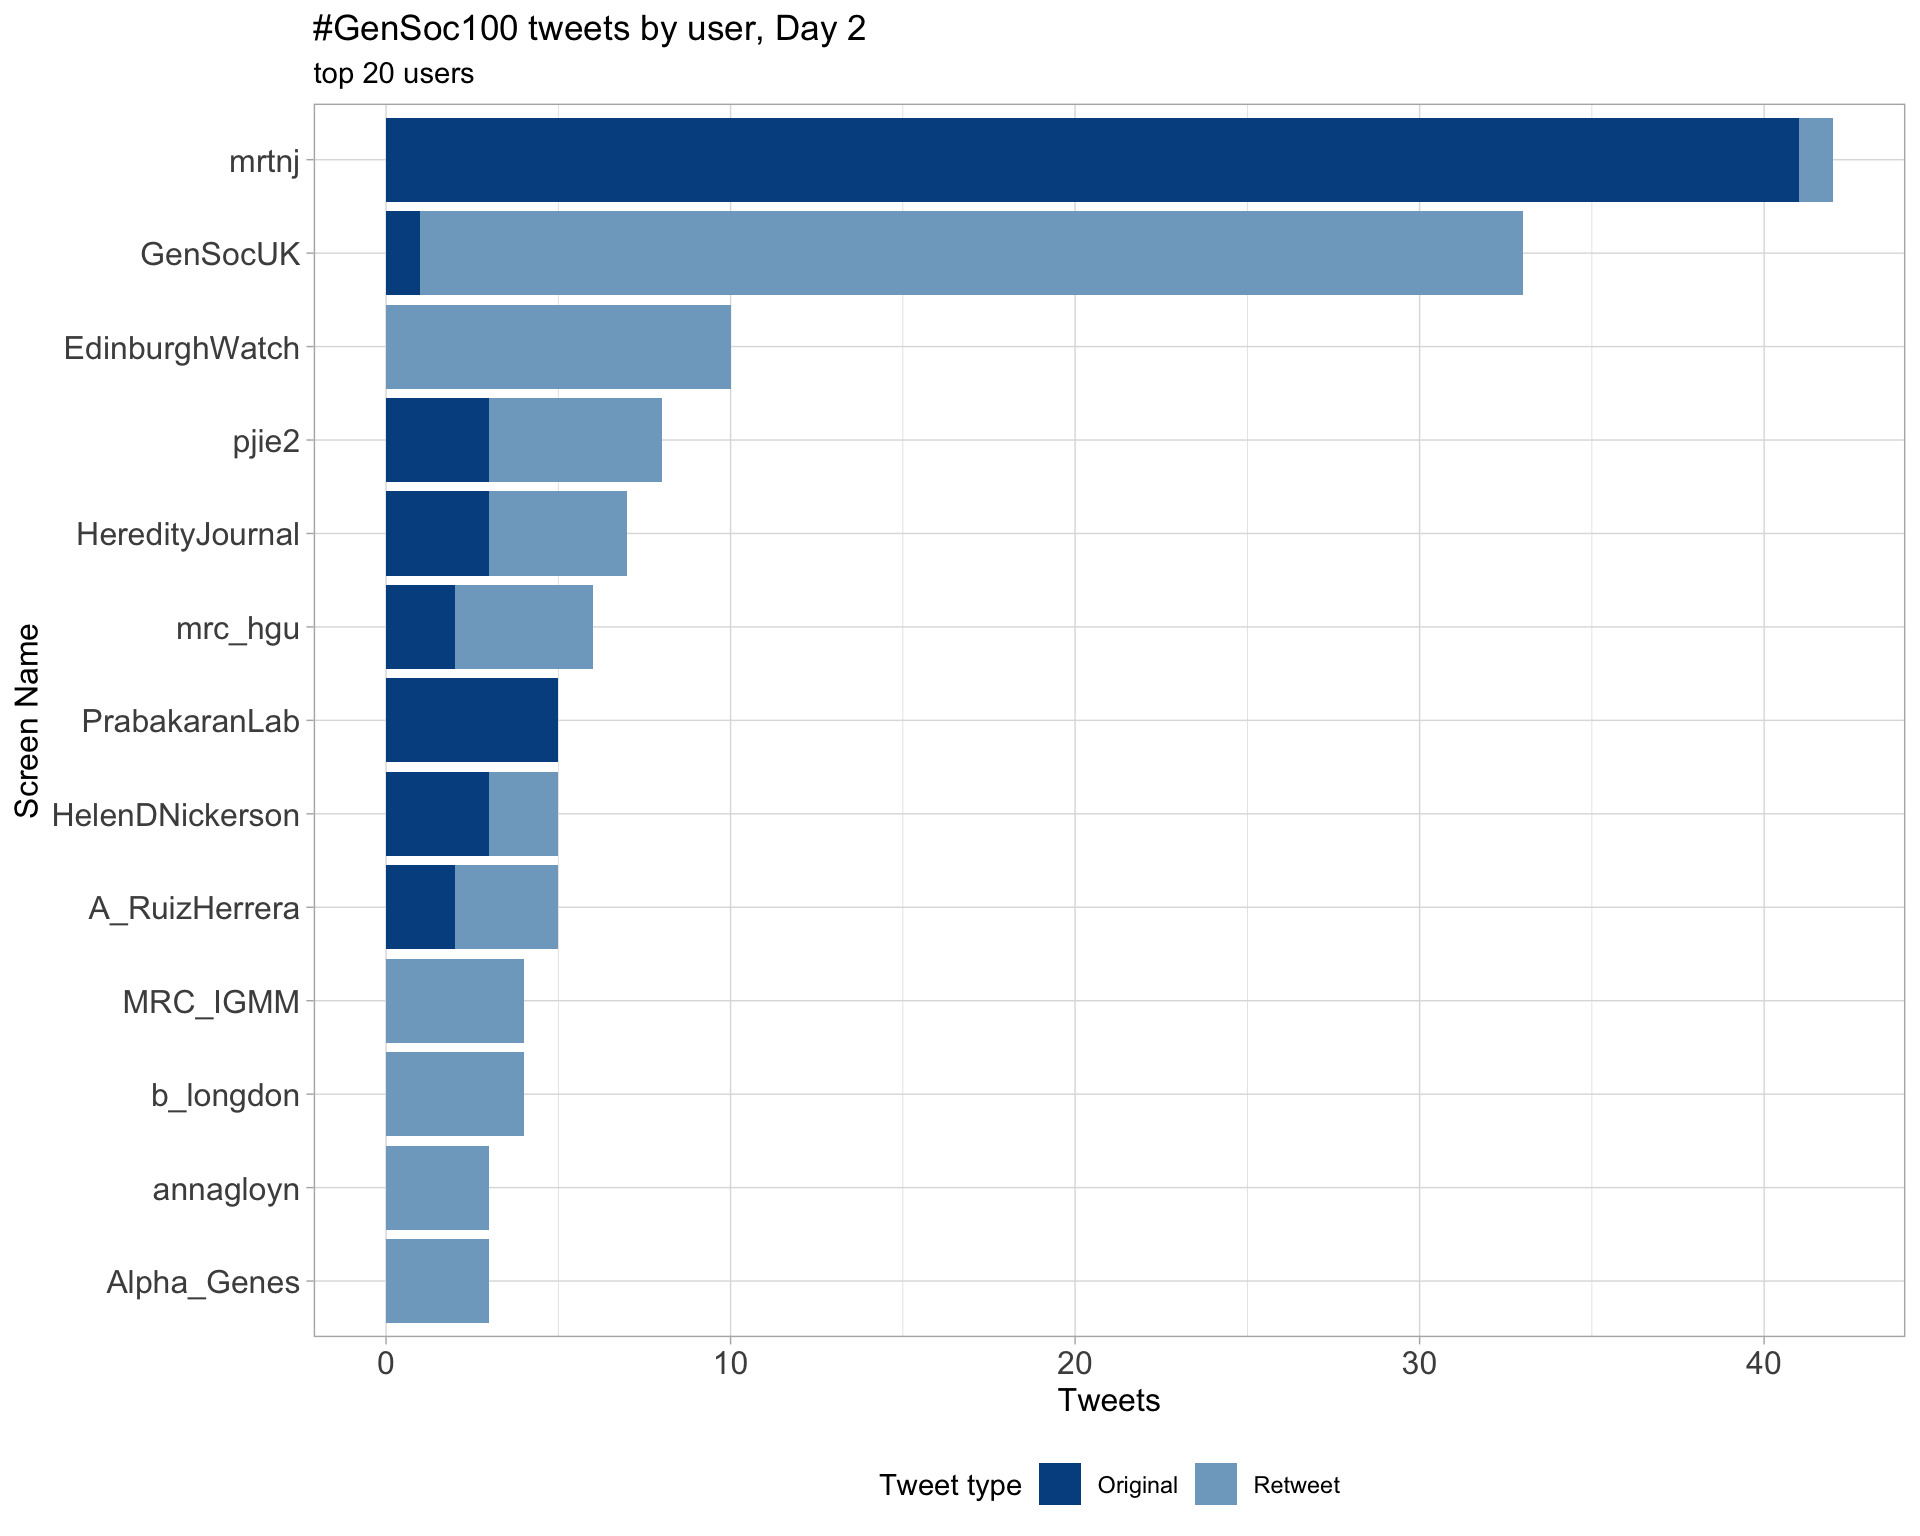 #GenSoc100 tweets by user, Day 2
top 20 users
Screen Name
mrtnj
GenSocUK
EdinburghWatch
pjie2
HeredityJournal
mrc_hgu
PrabakaranLab
HelenDNickerson
A_RuizHerrera
MRC_IGMM
b_longdon
annagloyn
Alpha_Genes
0 10 20 30 40
Tweets
Tweet type Original Retweet